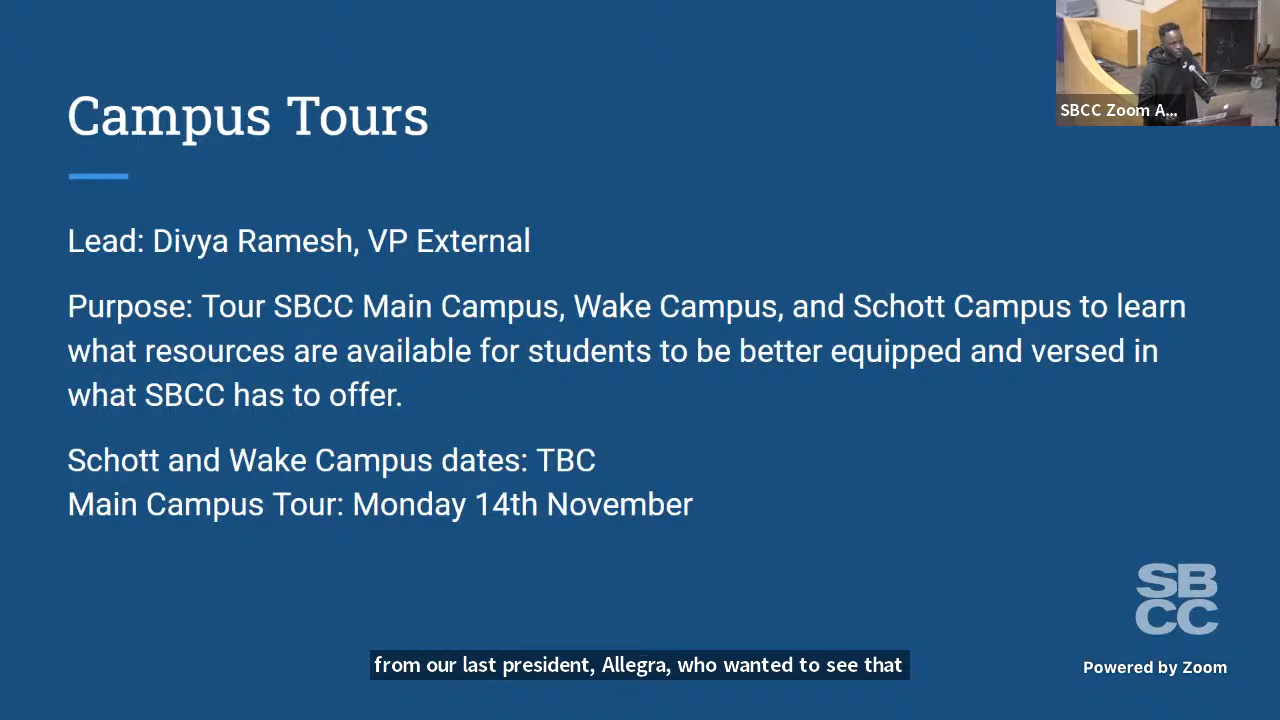 SBCC Zoom A...
Campus Tours
Lead: Divya Ramesh, VP External
Purpose: Tour SBCC Main Campus, Wake Campus, and Schott Campus to learn
what resources are available for students to be better equipped and versed in
what SBCC has to offer.
Schott and Wake Campus dates: TBC
Main Campus Tour: Monday 14th November
SB
CC
from our last president, Allegra, who wanted to see that
Powered by Zoom